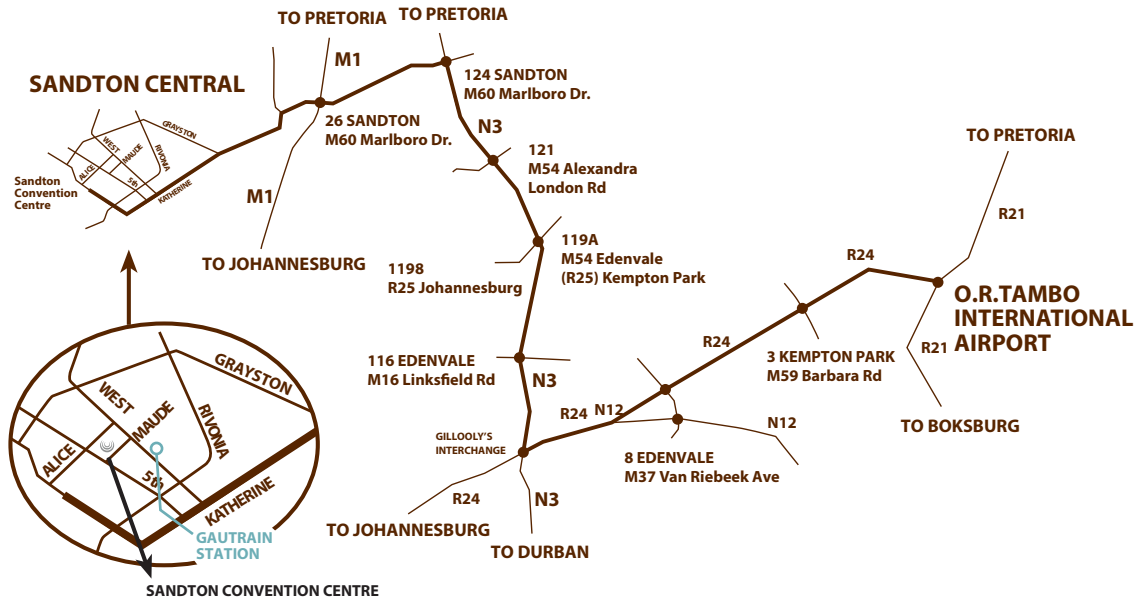 TO PRETORIA
TO PRETORIA
M1
SANDTON CENTRAL
124 SANDTON
M60 Marlboro Dr.
26 SANDTON
M60 Marlboro Dr.
N3
GRAYSTON
WEST
MAUDE
RIVONIA
ALICE
5th
KATHERINE
Sandton
Convention
Centre
M1
121
M54 Alexandra
London Rd
TO PRETORIA
R21
TO JOHANNESBURG
119A
M54 Edenvale
(R25) Kempton Park
1198
R25 Johannesburg
R24
O.R.TAMBO
INTERNATIONAL
AIRPORT
R24
R21
3 KEMPTON PARK
M59 Barbara Rd
116 EDENVALE
M16 Linksfield Rd
N3
R24
N12
N12
TO BOKSBURG
GILLOOLY'S
INTERCHANGE
8 EDENVALE
M37 Van Riebeek Ave
R24
N3
TO JOHANNESBURG
TO DURBAN
GRAYSTON
WEST
MAUDE
RIVONIA
ALICE
5th
KATHERINE
GAUTRAIN
STATION
SANDTON CONVENTION CENTRE